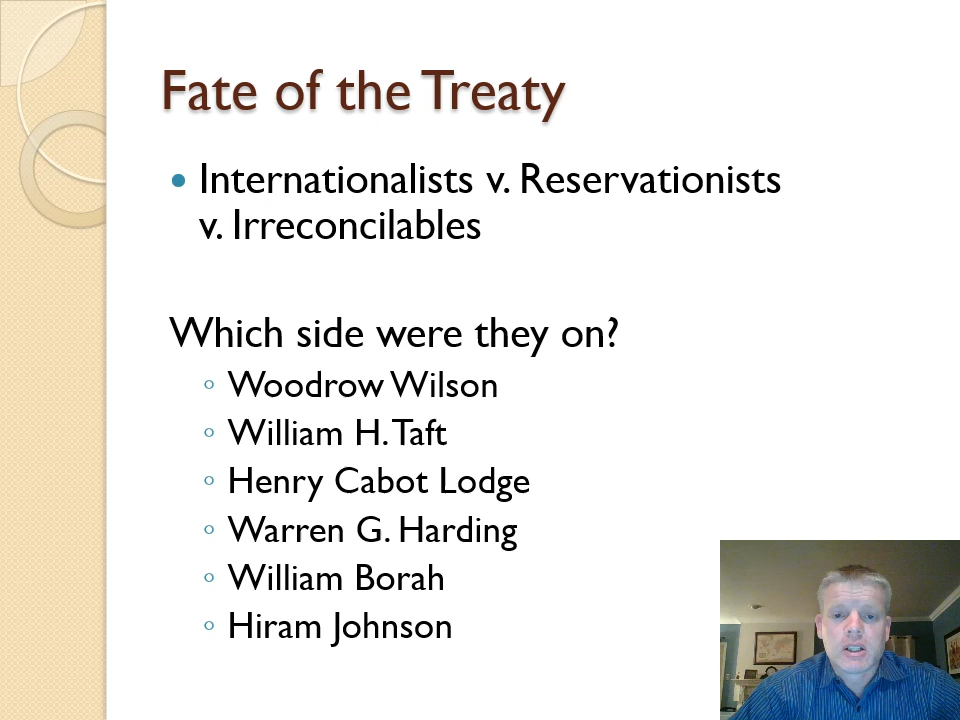 Fate of the Treaty
Internationalists v. Reservationists
v. Irreconcilables
Which side were they on?
Woodrow Wilson
William H. Taft
Henry Cabot Lodge
Warren G. Harding
William Borah
Hiram Johnson